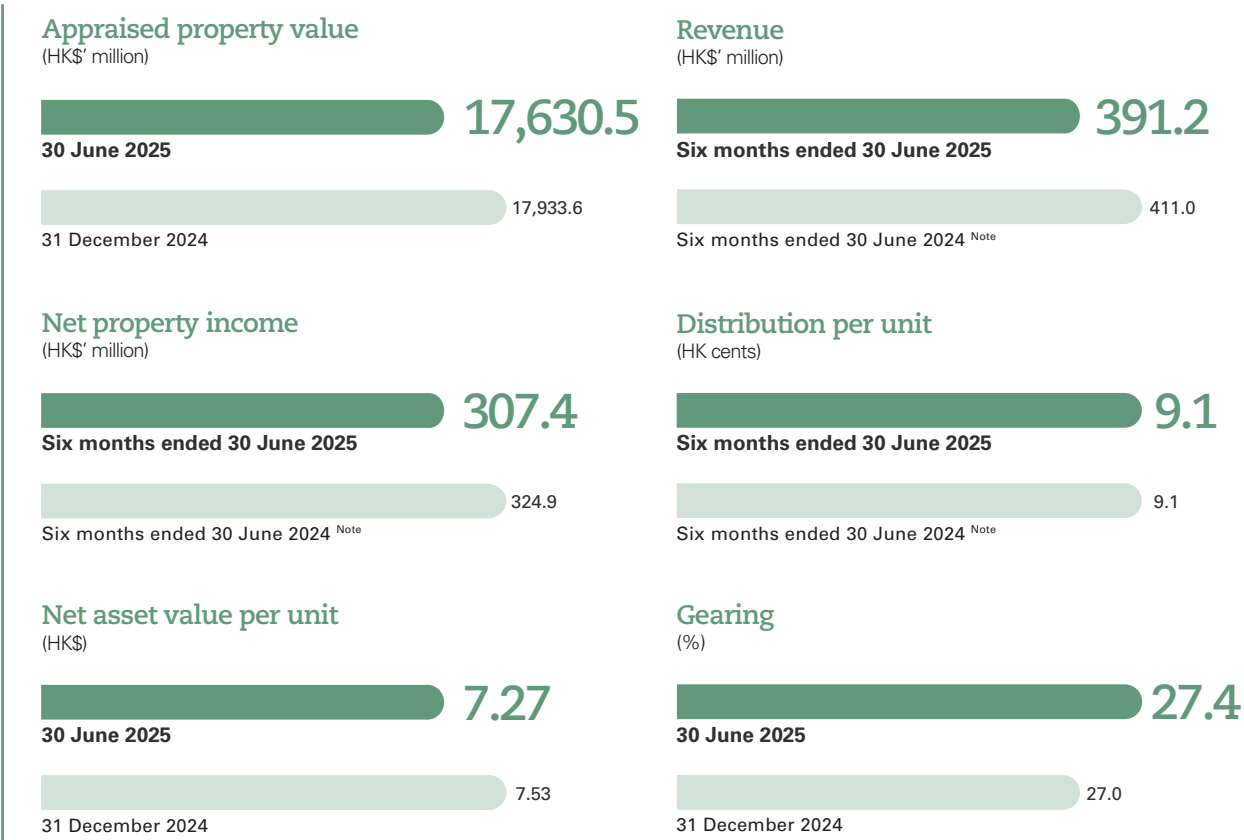 Appraised property value
(HK$' million)
17,630.5
30 June 2025
17,933.6
31 December 2024
Revenue
(HK$' million)
391.2
Six months ended 30 June 2025
411.0
Six months ended 30 June 2024 Note
Net property income
(HK$' million)
307.4
Six months ended 30 June 2025
324.9
Six months ended 30 June 2024 Note
Distribution per unit
(HK cents)
9.1
Six months ended 30 June 2025
9.1
Six months ended 30 June 2024 Note
Net asset value per unit
(HK$)
7.27
30 June 2025
7.53
31 December 2024
Gearing
(%)
27.4
30 June 2025
27.0
31 December 2024